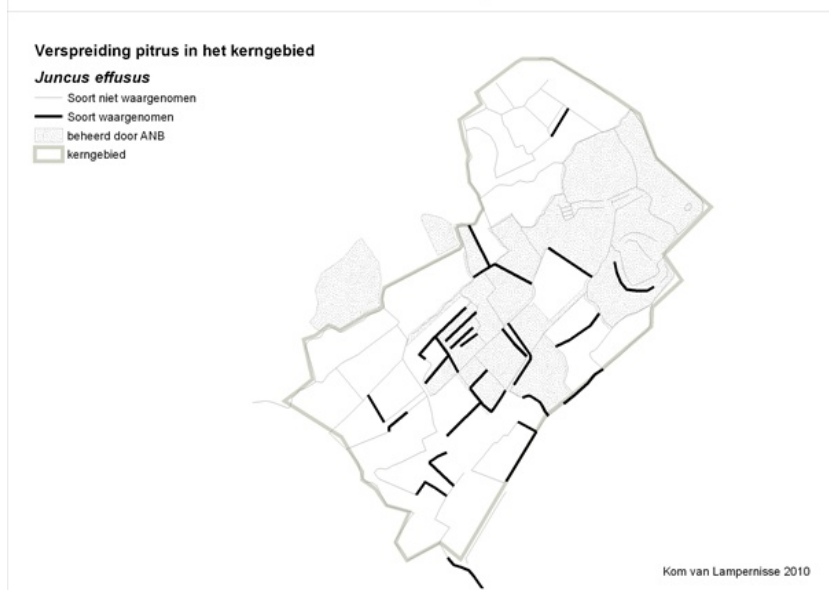 Verspreiding pitrus in het kerngebied
Juncus effusus
Soort niet waargenomen
Soort waargenomen
beheerd door ANB
kerngebied
Kom van Lampernisse 2010